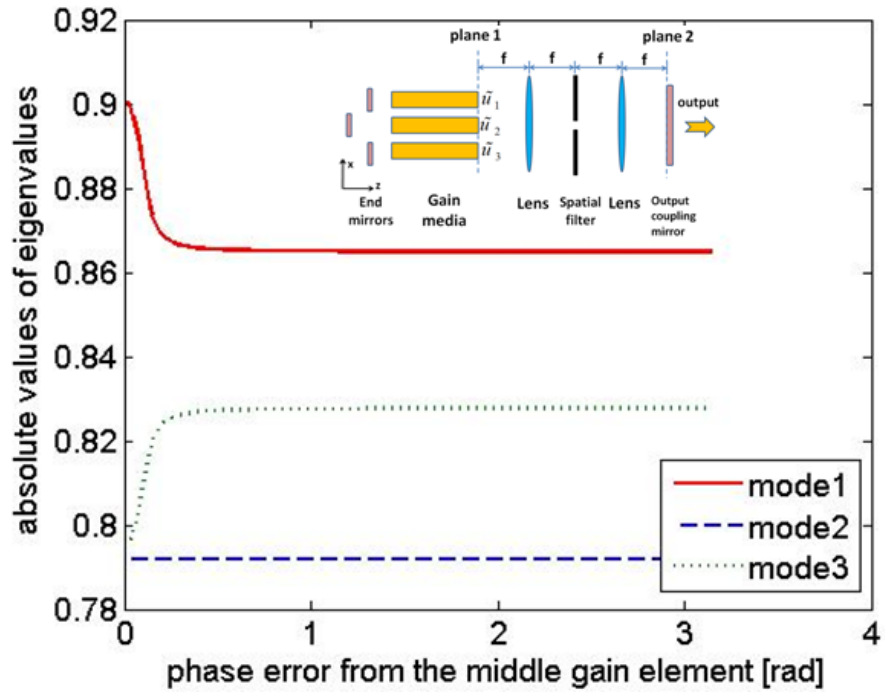 absolute values of eigenvalues
0.92
0.9
0.88
0.86
0.84
0.82
0.8
0.78
0
1
2
3
4
phase error from the middle gain element [rad]
plane 1
plane 2
f
f
f
f
ũ₁
ũ₂
ũ₃
output
x
z
End
mirrors
Gain
media
Lens
Spatial
filter
Lens
Output
coupling
mirror
mode1
mode2
mode3